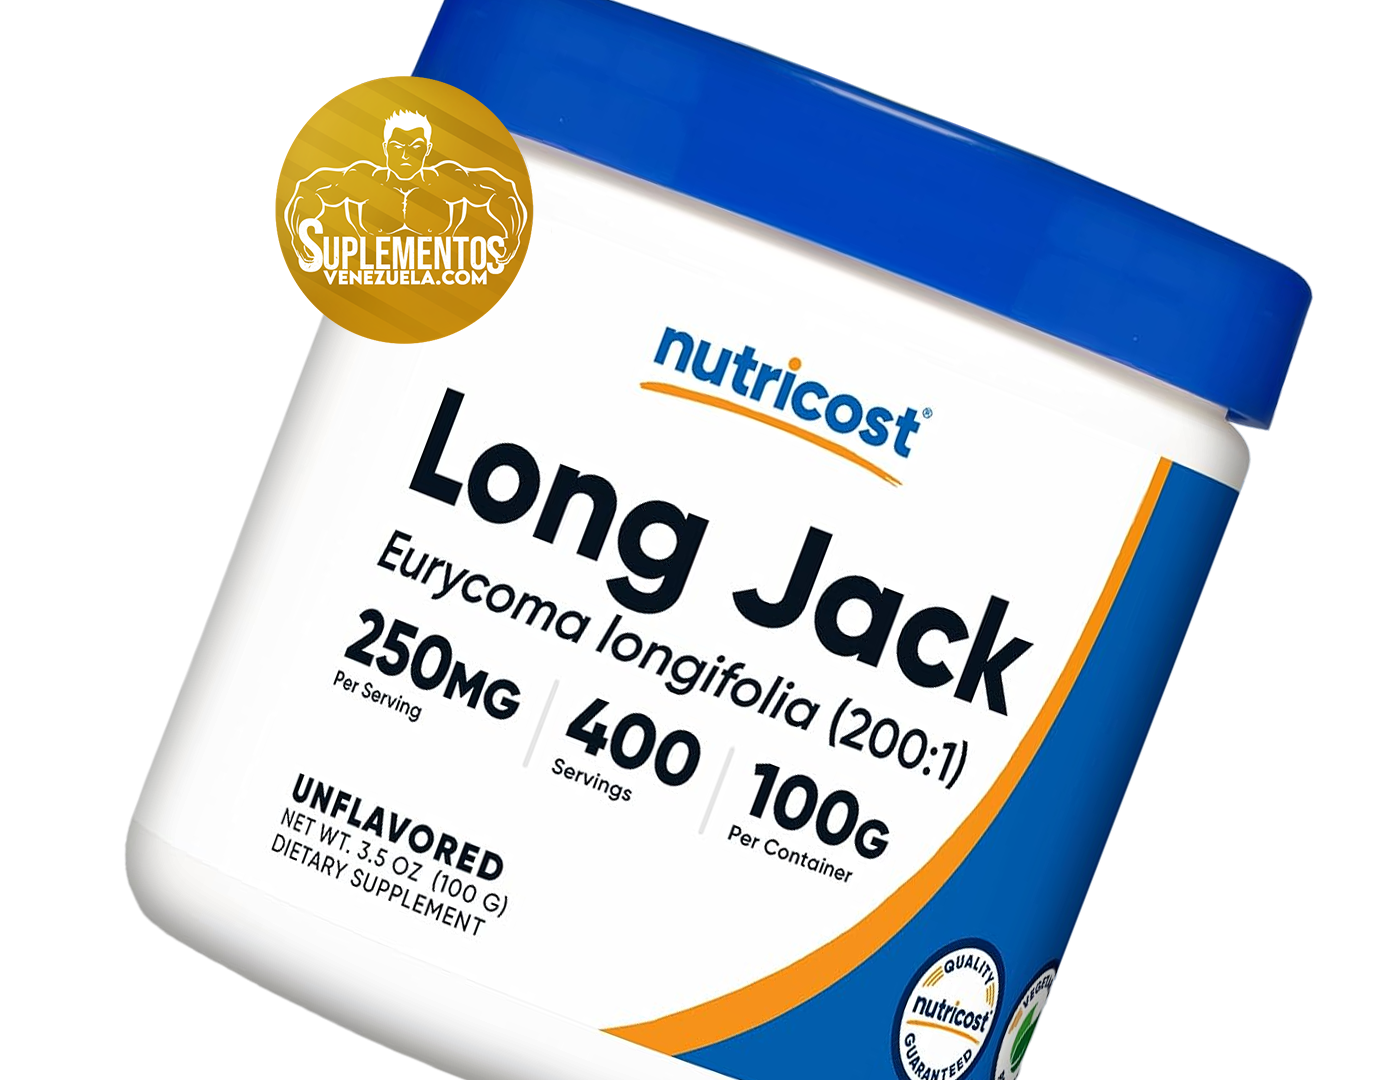 SUPLEMENTOS
VENEZUELA.COM
nutricost®
Long Jack
Eurycoma longifolia (200:1)
250MG
Per Serving
400
Servings
100G
Per Container
UNFLAVORED
NET WT. 3.5 OZ (100 G)
DIETARY SUPPLEMENT
QUALITY
nutricost
GUARANTEED